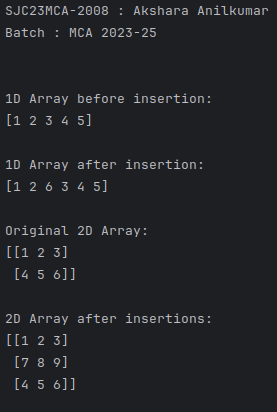 SJC23MCA-2008 : Akshara Anilkumar
Batch : MCA 2023-25
1D Array before insertion:
[1 2 3 4 5]
1D Array after insertion:
[1 2 6 3 4 5]
Original 2D Array:
[[1 2 3]
 [4 5 6]]
2D Array after insertions:
[[1 2 3]
 [7 8 9]
 [4 5 6]]